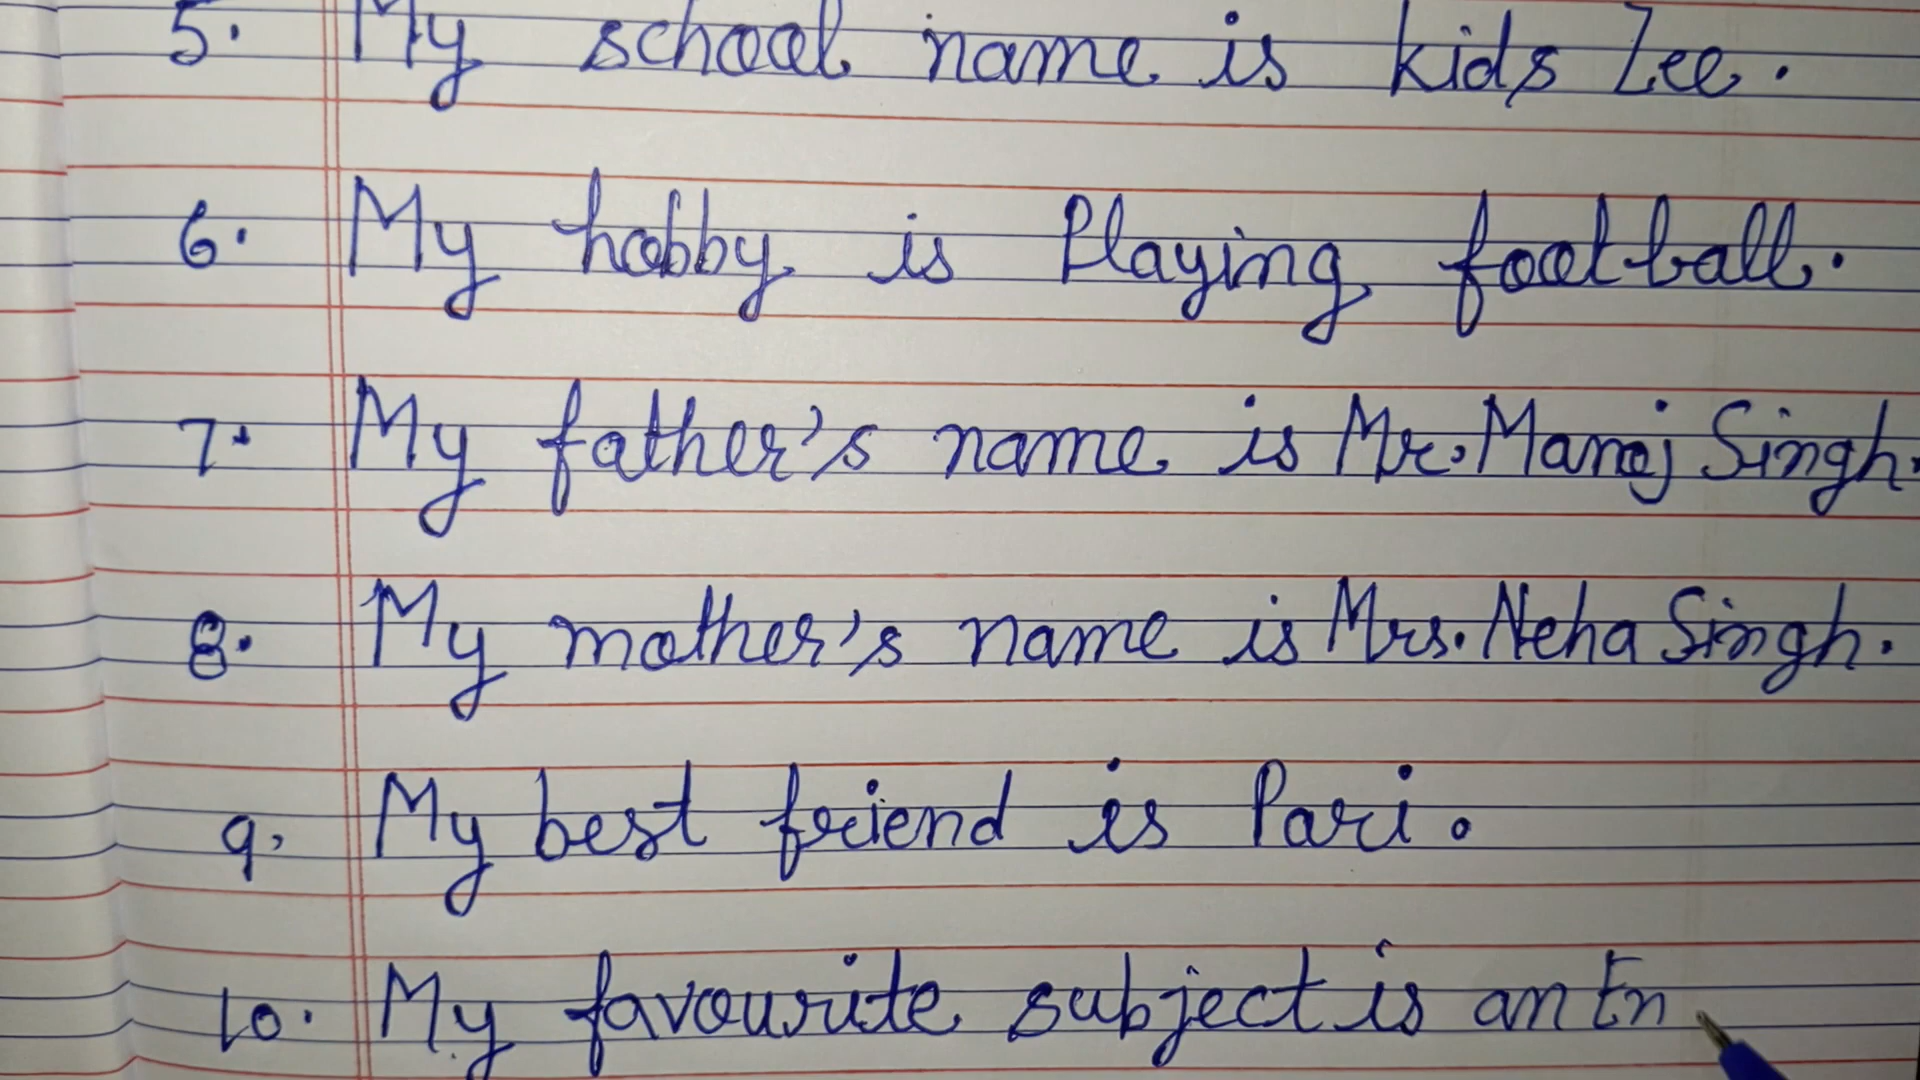 5. My school name is kids Zee.
6. My hobby is Playing football.
7. My father's name is Mr. Manoj Singh.
8. My mother's name is Mrs. Neha Singh.
9. My best friend is Pari.
10. My favourite subject is an En